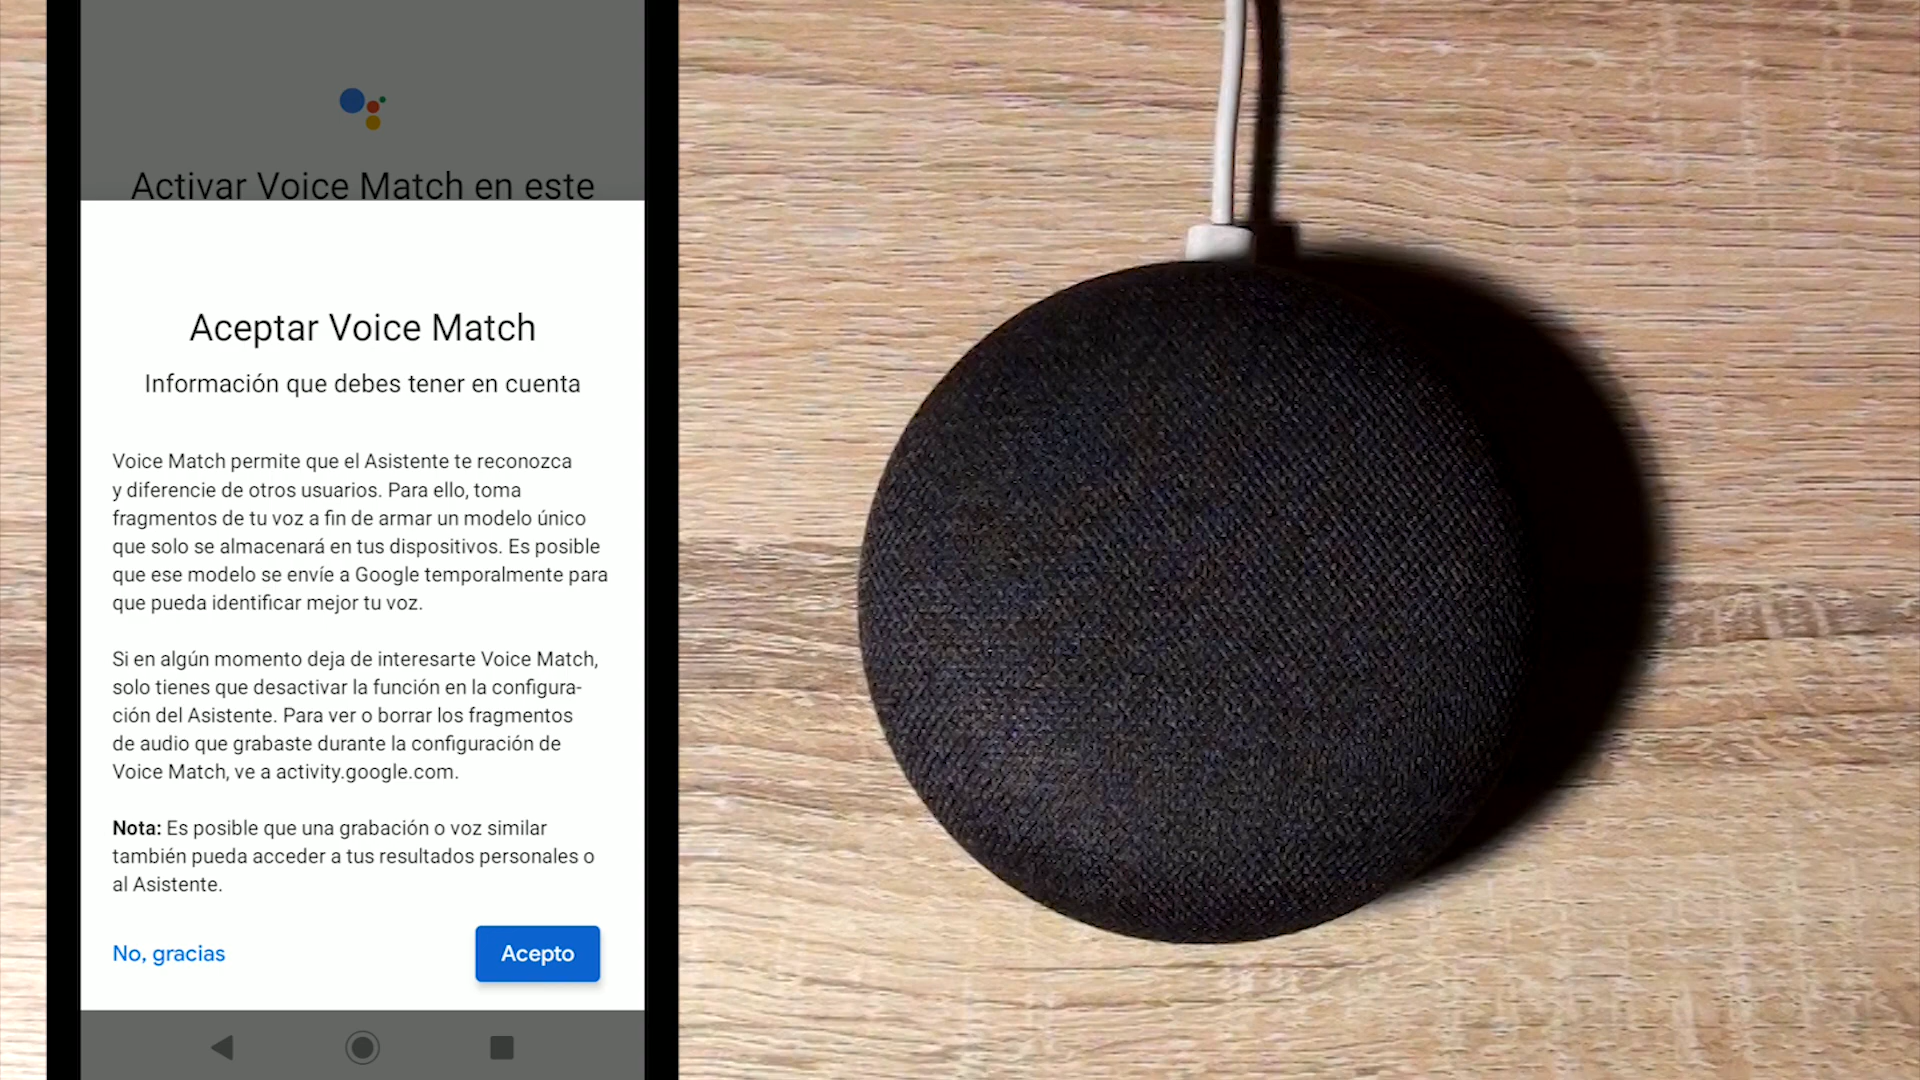 Activar Voice Match en este
Aceptar Voice Match
Información que debes tener en cuenta
Voice Match permite que el Asistente te reconozca
y diferencie de otros usuarios. Para ello, toma
fragmentos de tu voz a fin de armar un modelo único
que solo se almacenará en tus dispositivos. Es posible
que ese modelo se envíe a Google temporalmente para
que pueda identificar mejor tu voz.
Si en algún momento deja de interesarte Voice Match,
solo tienes que desactivar la función en la configura-
ción del Asistente. Para ver o borrar los fragmentos
de audio que grabaste durante la configuración de
Voice Match, ve a activity.google.com.
Nota: Es posible que una grabación o voz similar
también pueda acceder a tus resultados personales o
al Asistente.
No, gracias
Acepto